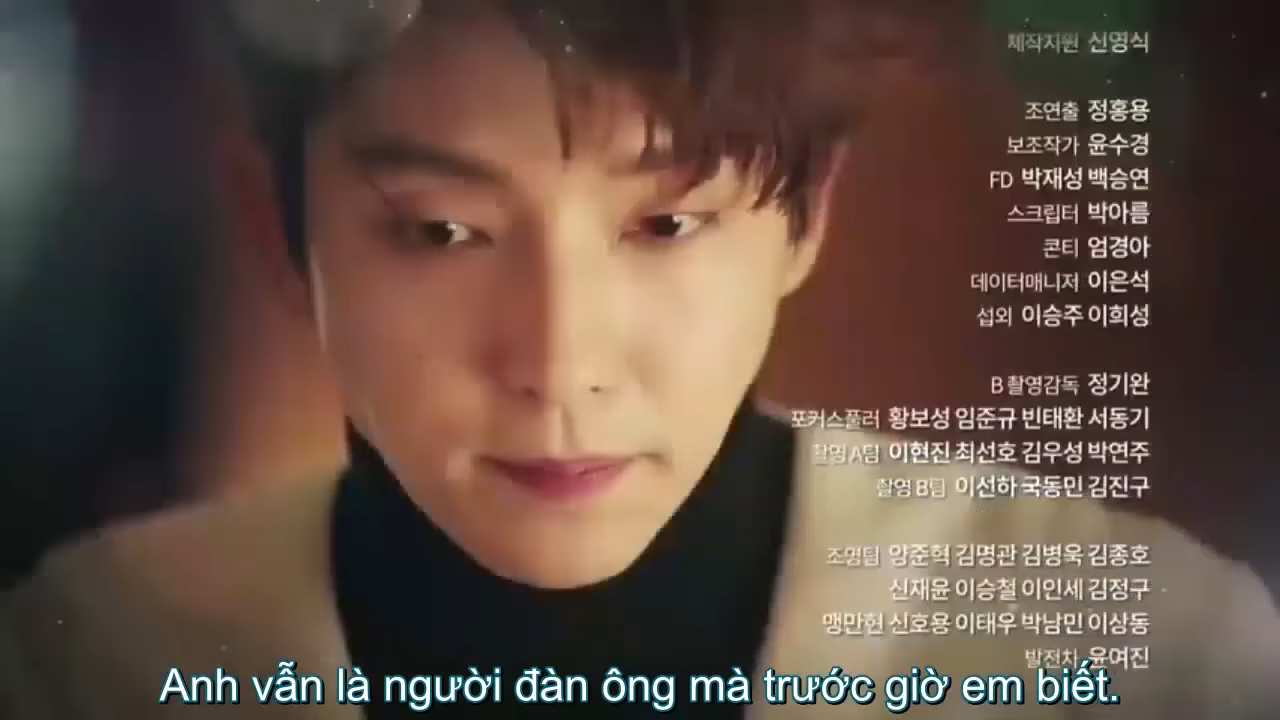 제작지원 신영식
조연출 정홍용
보조작가 윤수경
FD 박재성 백승연
스크립터 박아름
콘티 엄경아
데이터매니저 이은석
섭외 이승주 이희성
B 촬영감독 정기완
포커스풀러 황보성 임준규 빈태환 서동기
촬영 A팀 이현진 최선호 김우성 박연주
촬영 B팀 이선하 국동민 김진구
조명팀 양준혁 김명관 김병욱 김종호
신재윤 이승철 이인세 김정구
맹만현 신호용 이태우 박남민 이상동
발전차 윤여진
Anh vẫn là người đàn ông mà trước giờ em biết.